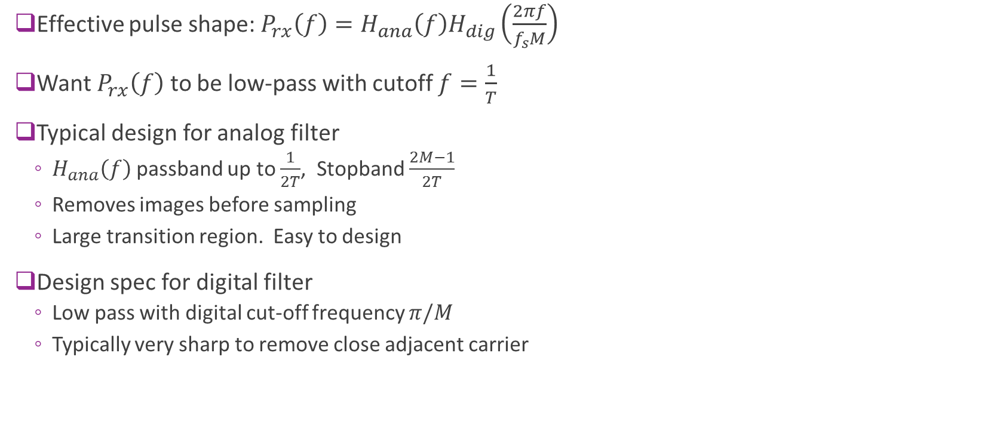 ❑Effective pulse shape: $P_{rx}(f) = H_{ana}(f)H_{dig}\left(\frac{2\pi f}{f_s M}\right)$
❑Want $P_{rx}(f)$ to be low-pass with cutoff $f = \frac{1}{T}$
❑Typical design for analog filter
◦ $H_{ana}(f)$ passband up to $\frac{1}{2T}$, Stopband $\frac{2M-1}{2T}$
◦ Removes images before sampling
◦ Large transition region. Easy to design
❑Design spec for digital filter
◦ Low pass with digital cut-off frequency $\pi/M$
◦ Typically very sharp to remove close adjacent carrier